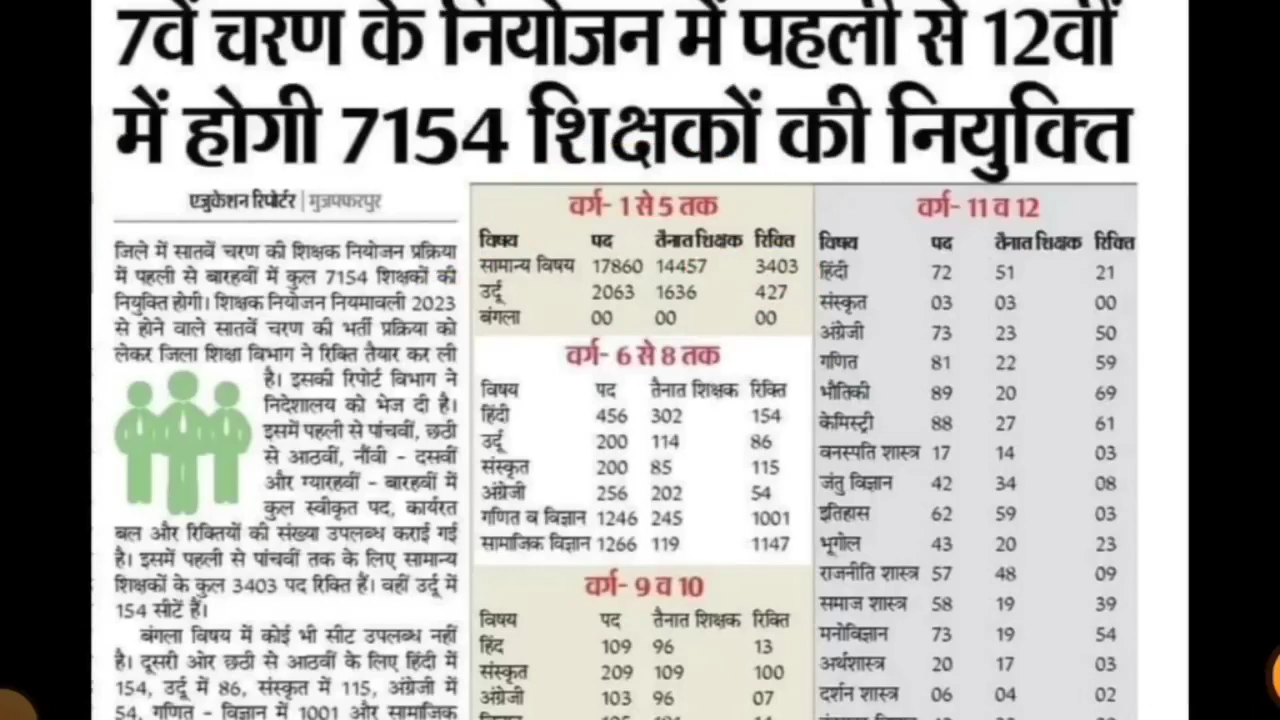 7वें चरण के नियोजन में पहली से 12वीं
में होगी 7154 शिक्षकों की नियुक्ति
एजुकेशन रिपोर्टर | मुजफ्फरपुर
जिले में सातवें चरण की शिक्षक नियोजन प्रक्रिया
में पहली से बारहवीं में कुल 7154 शिक्षकों की
नियुक्ति होगी। शिक्षक नियोजन नियमावली 2023
से होने वाले सातवें चरण की भर्ती प्रक्रिया को
लेकर जिला शिक्षा विभाग ने रिक्ति तैयार कर ली
है। इसकी रिपोर्ट विभाग ने
निदेशालय को भेज दी है।
इसमें पहली से पांचवीं, छठी
से आठवीं, नौंवी - दसवीं
और ग्यारहवीं - बारहवीं में
कुल स्वीकृत पद, कार्यरत
बल और रिक्तियों की संख्या उपलब्ध कराई गई
है। इसमें पहली से पांचवीं तक के लिए सामान्य
शिक्षकों के कुल 3403 पद रिक्ति हैं। वहीं उर्दू में
154 सीटें हैं।
बंगला विषय में कोई भी सीट उपलब्ध नहीं
है। दूसरी ओर छठी से आठवीं के लिए हिंदी में
154, उर्दू में 86, संस्कृत में 115, अंग्रेजी में
54, गणित - विज्ञान में 1001 और सामाजिक
वर्ग- 1 से 5 तक
विषय पद तैनात शिक्षक रिक्ति
सामान्य विषय 17860 14457 3403
उर्दू 2063 1636 427
बंगला 00 00 00
वर्ग- 6 से 8 तक
विषय पद तैनात शिक्षक रिक्ति
हिंदी 456 302 154
उर्दू 200 114 86
संस्कृत 200 85 115
अंग्रेजी 256 202 54
गणित व विज्ञान 1246 245 1001
सामाजिक विज्ञान 1266 119 1147
वर्ग- 9 व 10
विषय पद तैनात शिक्षक रिक्ति
हिंद 109 96 13
संस्कृत 209 109 100
अंग्रेजी 103 96 07
वर्ग- 11 व 12
विषय पद तैनात शिक्षक रिक्ति
हिंदी 72 51 21
संस्कृत 03 03 00
अंग्रेजी 73 23 50
गणित 81 22 59
भौतिकी 89 20 69
केमिस्ट्री 88 27 61
वनस्पति शास्त्र 17 14 03
जंतु विज्ञान 42 34 08
इतिहास 62 59 03
भूगोल 43 20 23
राजनीति शास्त्र 57 48 09
समाज शास्त्र 58 19 39
मनोविज्ञान 73 19 54
अर्थशास्त्र 20 17 03
दर्शन शास्त्र 06 04 02